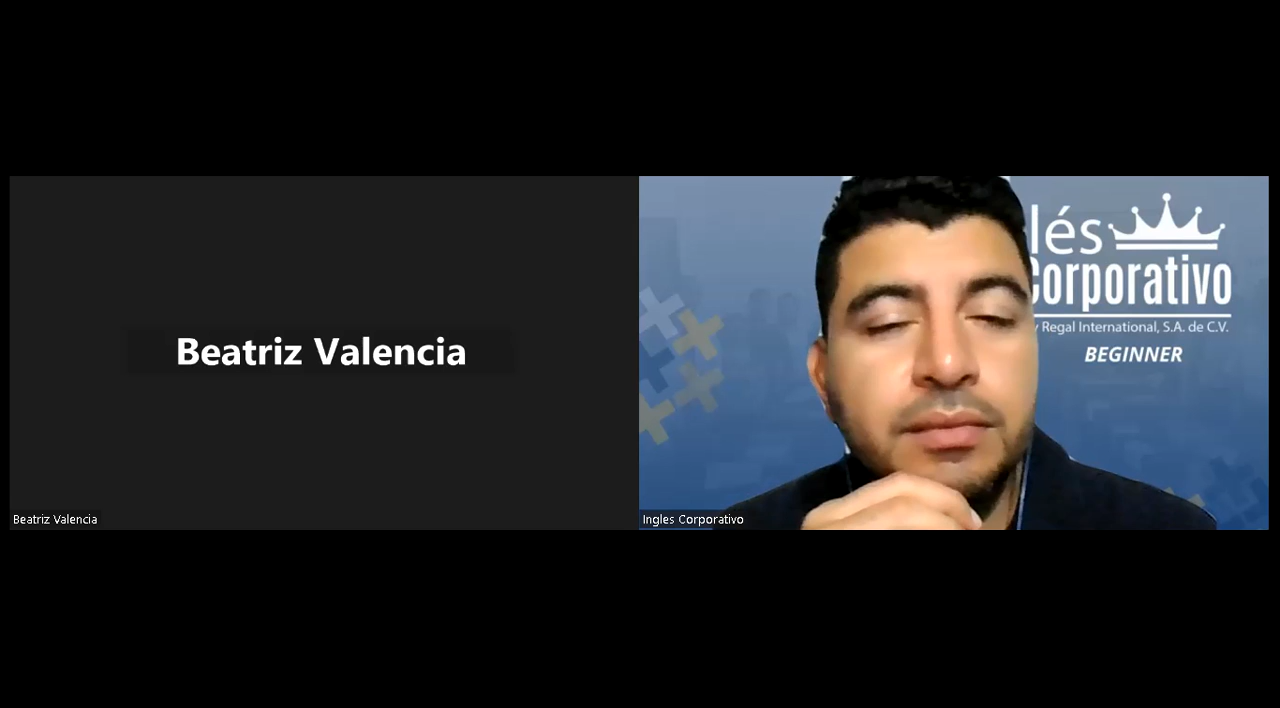 Beatriz Valencia
Beatriz Valencia
lés
Corporativo
y Regal International, S.A. de C.V.
BEGINNER
Ingles Corporativo